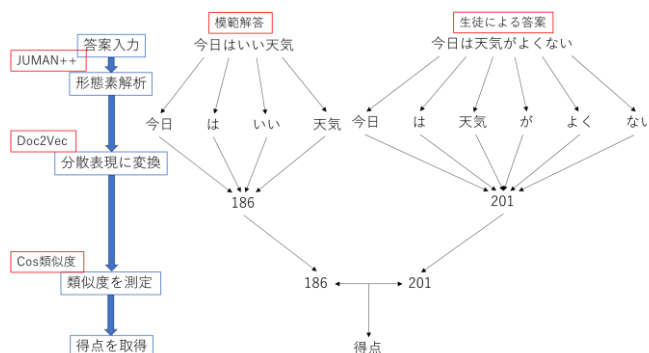 模範解答
生徒による答案
答案入力
今日はいい天気
今日は天気がよくない
JUMAN++
形態素解析
今日 は いい 天気
今日 は 天気 が よく ない
Doc2Vec
分散表現に変換
186
201
Cos類似度
類似度を測定
186
201
得点を取得
得点